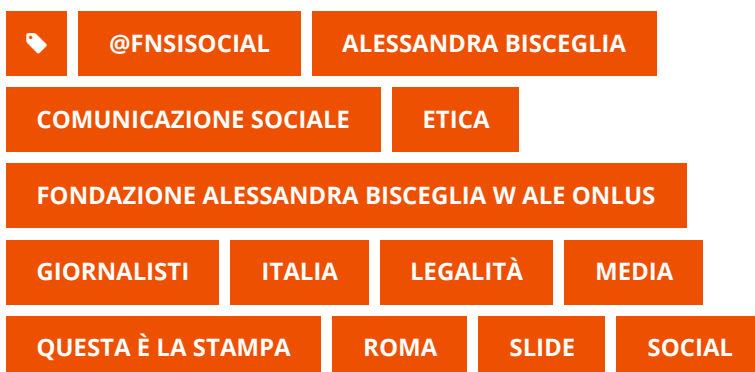 @FNSISOCIAL ALESSANDRA BISCEGLIA
COMUNICAZIONE SOCIALE ETICA
FONDAZIONE ALESSANDRA BISCEGLIA W ALE ONLUS
GIORNALISTI ITALIA LEGALITÀ MEDIA
QUESTA È LA STAMPA ROMA SLIDE SOCIAL